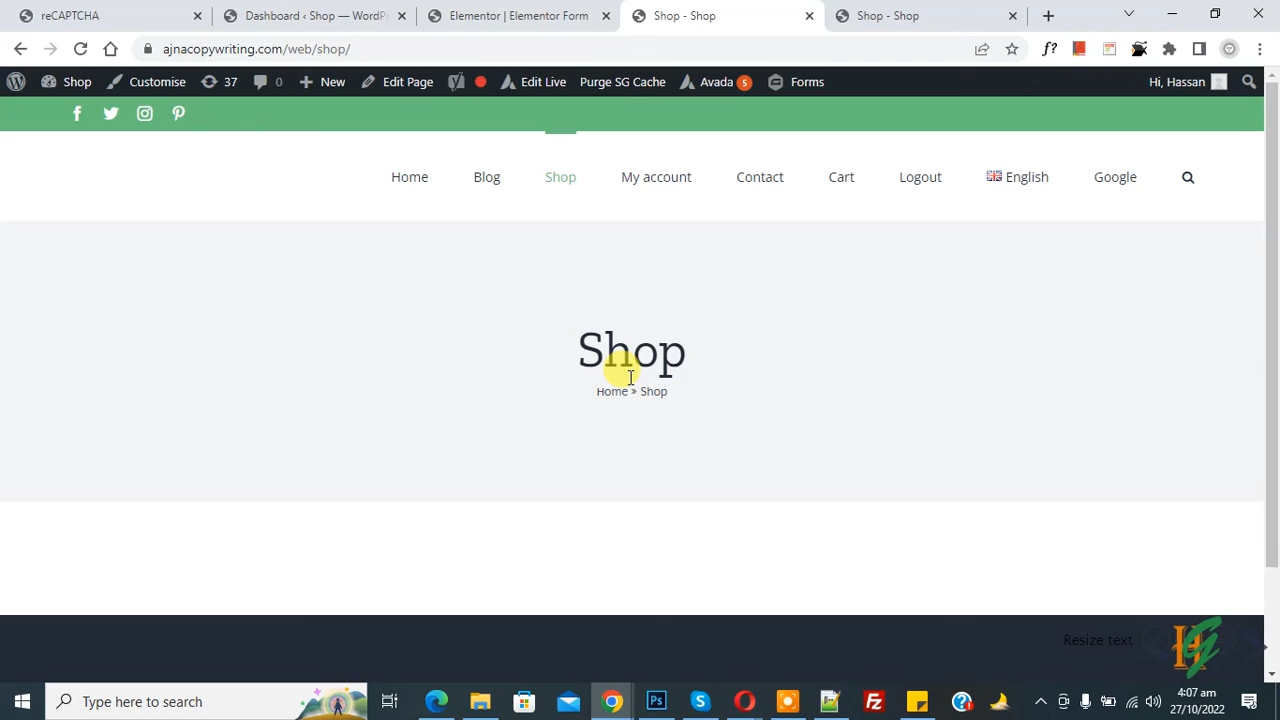 reCAPTCHA
Dashboard ‹ Shop — WordP
Elementor | Elementor Form
Shop - Shop
Shop - Shop
ajnacopywriting.com/web/shop/
f?
Shop
Customise
37
0
New
Edit Page
Edit Live
Purge SG Cache
Avada 5
Forms
Hi, Hassan
Home
Blog
Shop
My account
Contact
Cart
Logout
English
Google
Shop
Home » Shop
Resize text
HG
Type here to search
Ps
4:07 am
27/10/2022